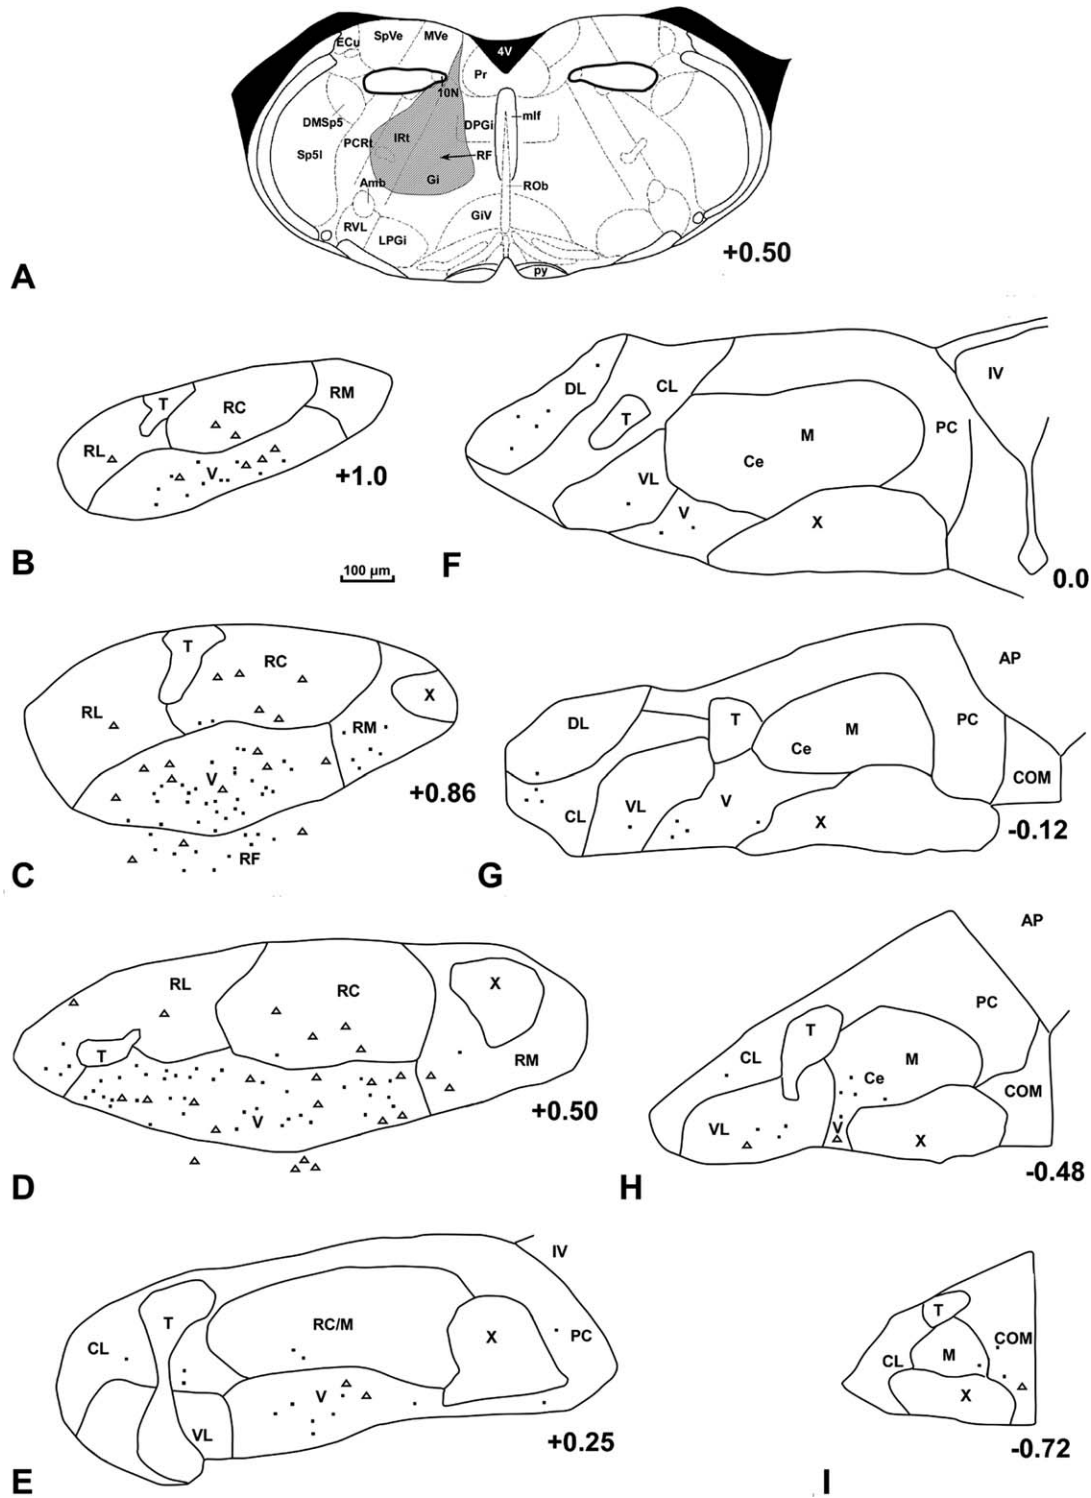 4V
ECu SpVe MVe
Pr
10N
DMSp5 DPGi mlf
Sp5I PCRt IRt RF
Amb Gi ROb
RVL GiV
LPGi
py
+0.50
A
T RC RM
RL
V
+1.0
B
100 µm
DL CL IV
T M PC
Ce
VL
V X
F
0.0
T RC
RL X
RM
V
+0.86
RF
C
AP
DL T M PC
Ce
COM
VL V
CL X
-0.12
G
RL RC X
T RM
V
+0.50
D
AP
PC
T
CL M
Ce
COM
VL V
X
-0.48
H
IV
T RC/M X PC
CL
V
VL
+0.25
E
T
COM
M
CL
X
-0.72
I